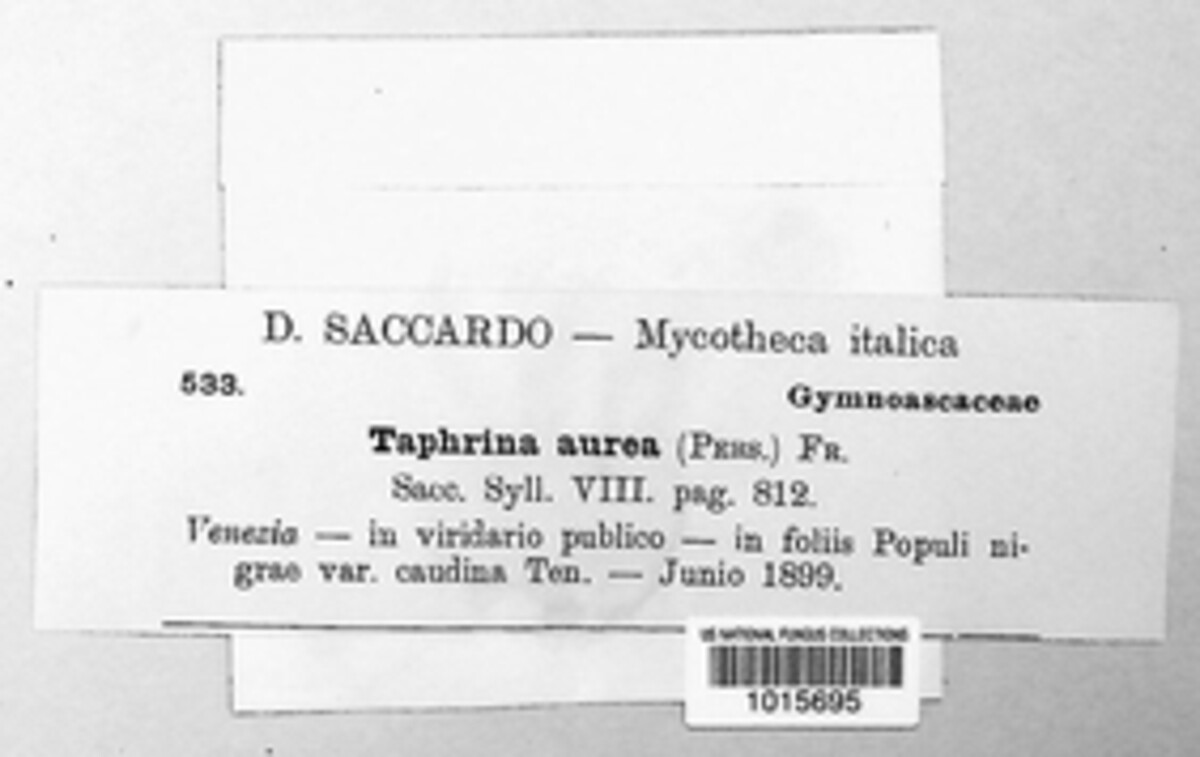 D. SACCARDO — Mycotheca italica
533.
Gymnoascaceae
Taphrina aurea (PERS.) FR.
Sacc. Syll. VIII. pag. 812.
Venezia — in viridario publico — in foliis Populi ni-
grae var. caudina Ten. — Junio 1899.
US NATIONAL FUNGUS COLLECTIONS
1015695